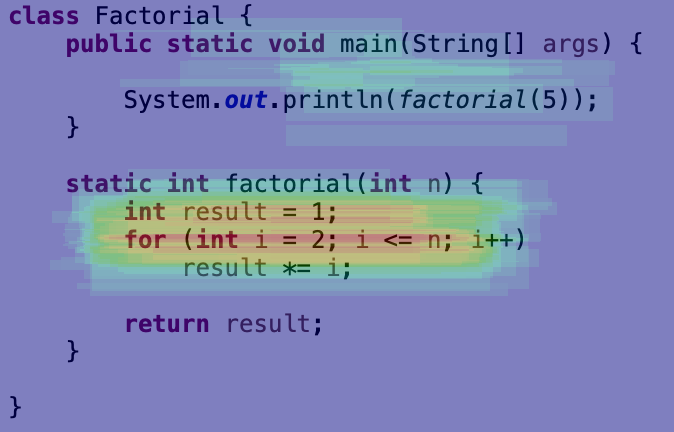 class Factorial {
    public static void main(String[] args) {
        System.out.println(factorial(5));
    }
    static int factorial(int n) {
        int result = 1;
        for (int i = 2; i <= n; i++)
            result *= i;
        return result;
    }
}